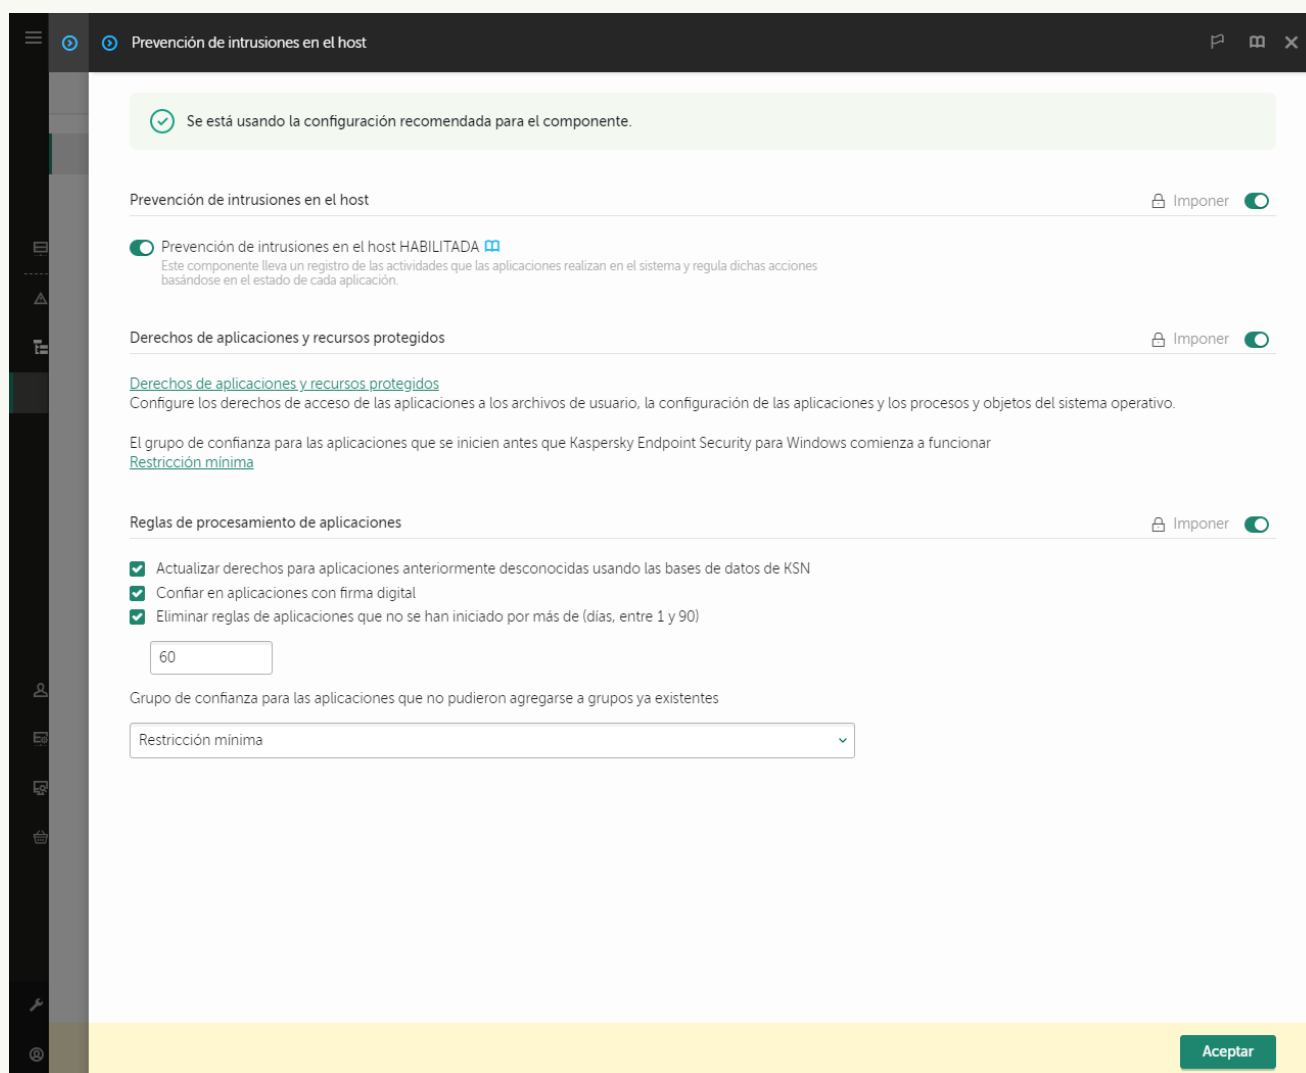 Prevención de intrusiones en el host
Se está usando la configuración recomendada para el componente.
Prevención de intrusiones en el host
Imponer
Prevención de intrusiones en el host HABILITADA
Este componente lleva un registro de las actividades que las aplicaciones realizan en el sistema y regula dichas acciones
basándose en el estado de cada aplicación.
Derechos de aplicaciones y recursos protegidos
Imponer
Derechos de aplicaciones y recursos protegidos
Configure los derechos de acceso de las aplicaciones a los archivos de usuario, la configuración de las aplicaciones y los procesos y objetos del sistema operativo.
El grupo de confianza para las aplicaciones que se inicien antes que Kaspersky Endpoint Security para Windows comienza a funcionar
Restricción mínima
Reglas de procesamiento de aplicaciones
Imponer
Actualizar derechos para aplicaciones anteriormente desconocidas usando las bases de datos de KSN
Confiar en aplicaciones con firma digital
Eliminar reglas de aplicaciones que no se han iniciado por más de (días, entre 1 y 90)
60
Grupo de confianza para las aplicaciones que no pudieron agregarse a grupos ya existentes
Restricción mínima
Aceptar